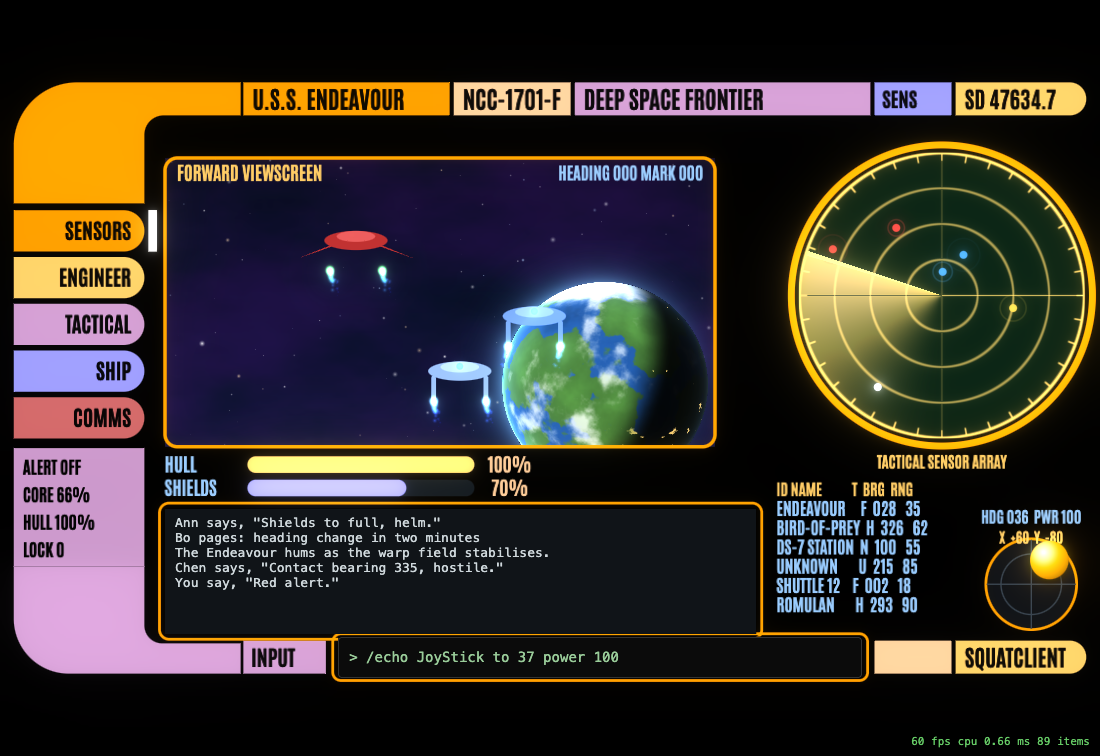 U.S.S. ENDEAVOUR NCC-1701-F DEEP SPACE FRONTIER SENS SD 47634.7
FORWARD VIEWSCREEN HEADING 000 MARK 000
SENSORS
ENGINEER
TACTICAL
SHIP
COMMS
ALERT OFF
CORE 66%
HULL 100%
LOCK 0
HULL 100%
SHIELDS 70%
TACTICAL SENSOR ARRAY
ID NAME T BRG RNG
ENDEAVOUR F 028 35
BIRD-OF-PREY H 326 62
DS-7 STATION N 100 55
UNKNOWN U 215 85
SHUTTLE 12 F 002 18
ROMULAN H 293 90
HDG 036 PWR 100
X +60 Y -80
Ann says, "Shields to full, helm."
Bo pages: heading change in two minutes
The Endeavour hums as the warp field stabilises.
Chen says, "Contact bearing 335, hostile."
You say, "Red alert."
INPUT > /echo JoyStick to 37 power 100 SQUATCLIENT
60 fps cpu 0.66 ms 89 items